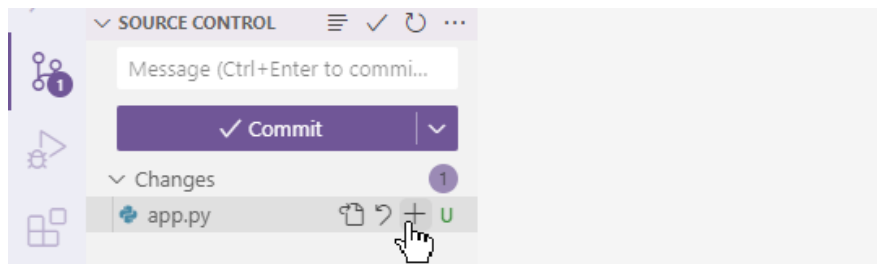 SOURCE CONTROL
1
Message (Ctrl+Enter to commi...
Commit
Changes 1
app.py U